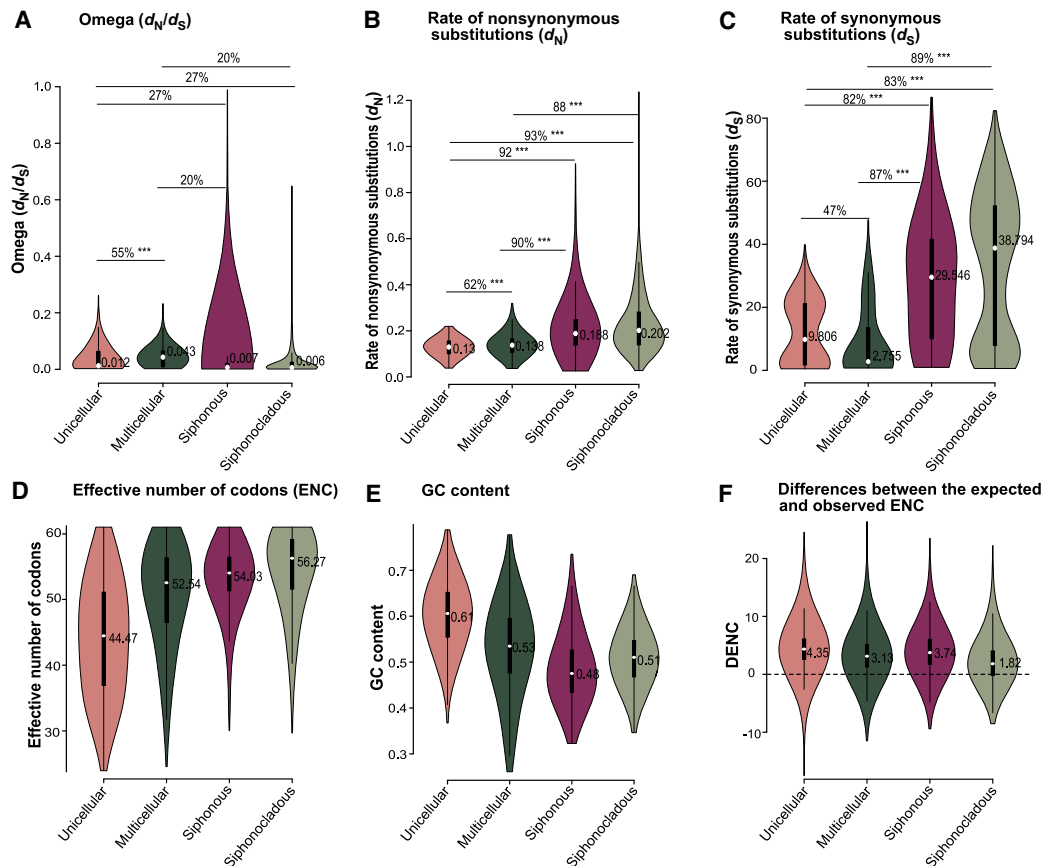 A Omega (dN/dS)
20%
27%
27%
20%
55% ***
Omega (dN/dS)
1.0
0.8
0.6
0.4
0.2
0.0
0.012
0.043
0.007
0.006
Unicellular
Multicellular
Siphonous
Siphonocladous
B Rate of nonsynonymous
substitutions (dN)
88 ***
93% ***
92 ***
90% ***
62% ***
Rate of nonsynonymous substitutions (dN)
1.2
1.0
0.8
0.6
0.4
0.2
0.0
0.13
0.138
0.188
0.202
Unicellular
Multicellular
Siphonous
Siphonocladous
C Rate of synonymous
substitutions (dS)
89% ***
83% ***
82% ***
87% ***
47%
Rate of synonymous substitutions (dS)
80
60
40
20
0
9.806
2.755
29.546
38.794
Unicellular
Multicellular
Siphonous
Siphonocladous
D Effective number of codons (ENC)
Effective number of codons
60
50
40
30
44.47
52.54
54.03
56.27
Unicellular
Multicellular
Siphonous
Siphonocladous
E GC content
GC content
0.7
0.6
0.5
0.4
0.3
0.61
0.53
0.48
0.51
Unicellular
Multicellular
Siphonous
Siphonocladous
F Differences between the expected
and observed ENC
DENC
20
10
0
-10
4.35
3.13
3.74
1.82
Unicellular
Multicellular
Siphonous
Siphonocladous